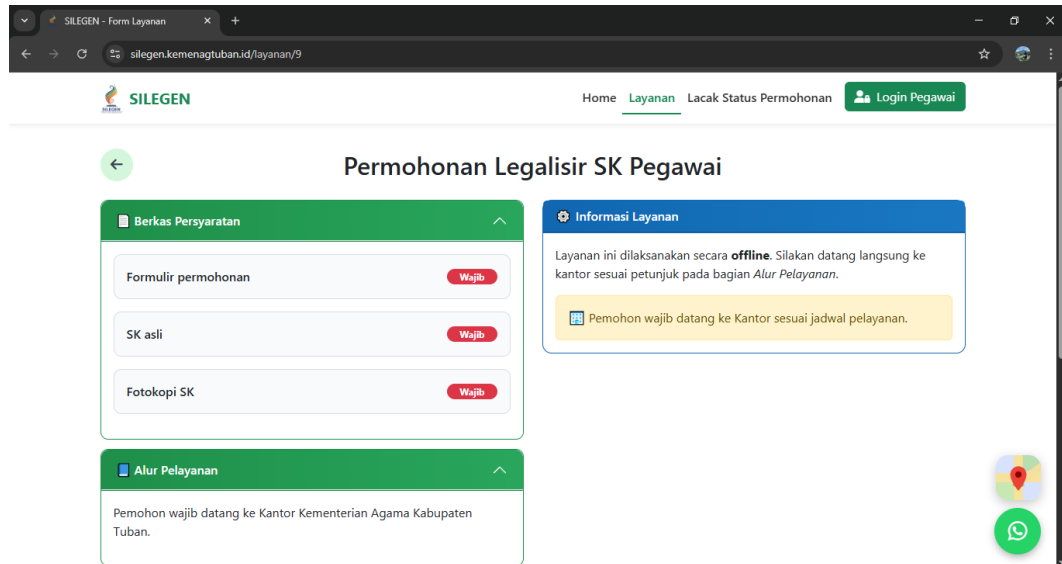 SILEGEN - Form Layanan
silegen.kemenagtuban.id/layanan/9
SILEGEN
Home Layanan Lacak Status Permohonan Login Pegawai
Permohonan Legalisir SK Pegawai
Berkas Persyaratan
Formulir permohonan Wajib
SK asli Wajib
Fotokopi SK Wajib
Alur Pelayanan
Pemohon wajib datang ke Kantor Kementerian Agama Kabupaten
Tuban.
Informasi Layanan
Layanan ini dilaksanakan secara offline. Silakan datang langsung ke
kantor sesuai petunjuk pada bagian Alur Pelayanan.
Pemohon wajib datang ke Kantor sesuai jadwal pelayanan.